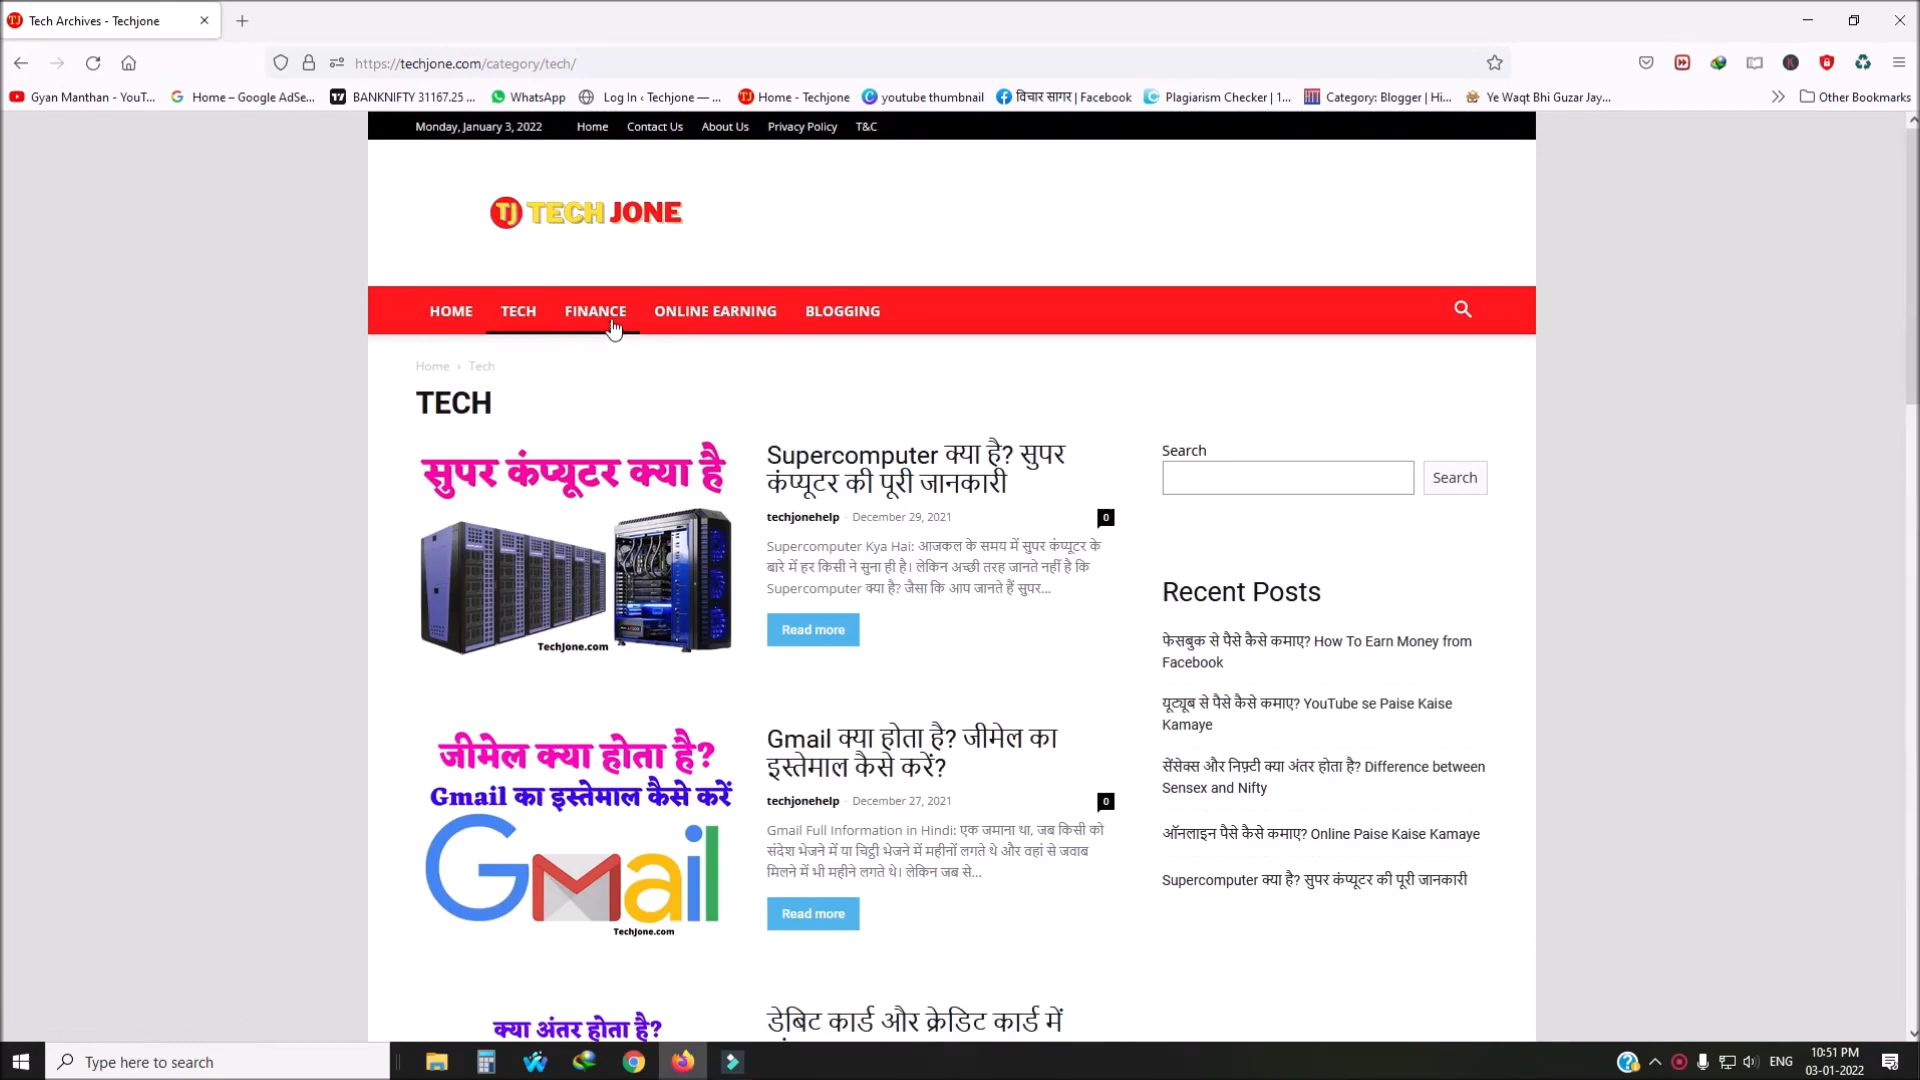 Tech Archives - Techjone
https://techjone.com/category/tech/
Gyan Manthan - YouT...
Home – Google AdSe...
BANKNIFTY 31167.25 ...
WhatsApp
Log In ‹ Techjone — ...
Home - Techjone
youtube thumbnail
विचार सागर | Facebook
Plagiarism Checker | 1...
Category: Blogger | Hi...
Ye Waqt Bhi Guzar Jay...
Other Bookmarks
Monday, January 3, 2022
Home
Contact Us
About Us
Privacy Policy
T&C
TJ TECH JONE
HOME
TECH
FINANCE
ONLINE EARNING
BLOGGING
Home › Tech
TECH
सुपर कंप्यूटर क्या है
TechJone.com
Supercomputer क्या है? सुपर
कंप्यूटर की पूरी जानकारी
techjonehelp - December 29, 2021
0
Supercomputer Kya Hai: आजकल के समय में सुपर कंप्यूटर के
बारे में हर किसी ने सुना ही है। लेकिन अच्छी तरह जानते नहीं है कि
Supercomputer क्या है? जैसा कि आप जानते हैं सुपर...
Read more
जीमेल क्या होता है?
Gmail का इस्तेमाल कैसे करें
Gmail
TechJone.com
Gmail क्या होता है? जीमेल का
इस्तेमाल कैसे करें?
techjonehelp - December 27, 2021
0
Gmail Full Information in Hindi: एक जमाना था, जब किसी को
संदेश भेजने में या चिट्ठी भेजने में महीनों लगते थे और वहां से जवाब
मिलने में भी महीने लगते थे। लेकिन जब से...
Read more
क्या अंतर होता है?
डेबिट कार्ड और क्रेडिट कार्ड में
Search
Search
Recent Posts
फेसबुक से पैसे कैसे कमाए? How To Earn Money from
Facebook
यूट्यूब से पैसे कैसे कमाए? YouTube se Paise Kaise
Kamaye
सेंसेक्स और निफ़्टी क्या अंतर होता है? Difference between
Sensex and Nifty
ऑनलाइन पैसे कैसे कमाए? Online Paise Kaise Kamaye
Supercomputer क्या है? सुपर कंप्यूटर की पूरी जानकारी
Type here to search
ENG
10:51 PM
03-01-2022